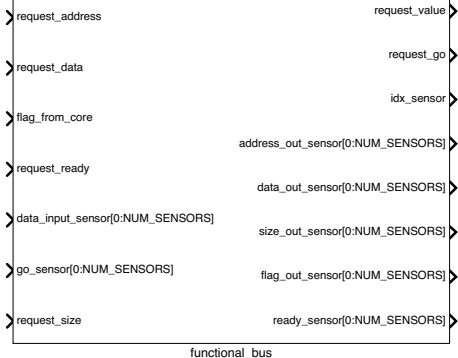 request_address
request_data
flag_from_core
request_ready
data_input_sensor[0:NUM_SENSORS]
go_sensor[0:NUM_SENSORS]
request_size
request_value
request_go
idx_sensor
address_out_sensor[0:NUM_SENSORS]
data_out_sensor[0:NUM_SENSORS]
size_out_sensor[0:NUM_SENSORS]
flag_out_sensor[0:NUM_SENSORS]
ready_sensor[0:NUM_SENSORS]
functional_bus